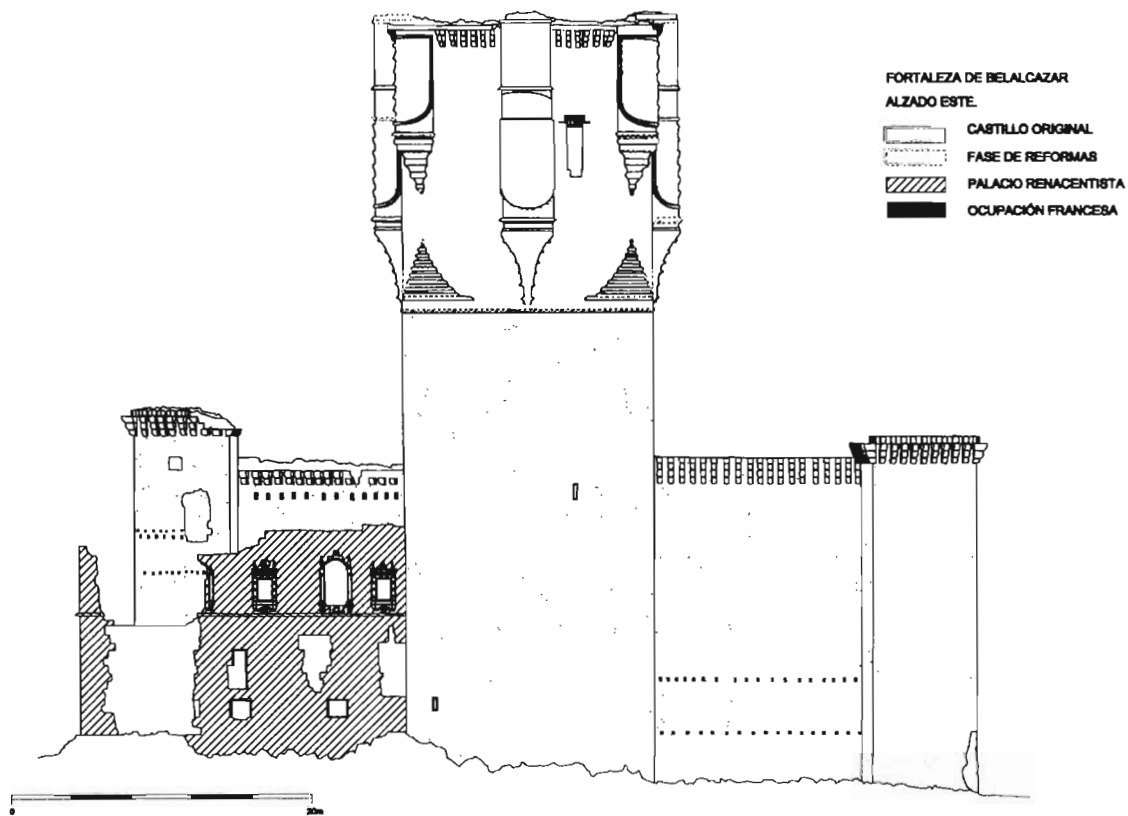 FORTALEZA DE BELALCAZAR
ALZADO ESTE.
CASTILLO ORIGINAL
FASE DE REFORMAS
PALACIO RENACENTISTA
OCUPACIÓN FRANCESA
0 20m